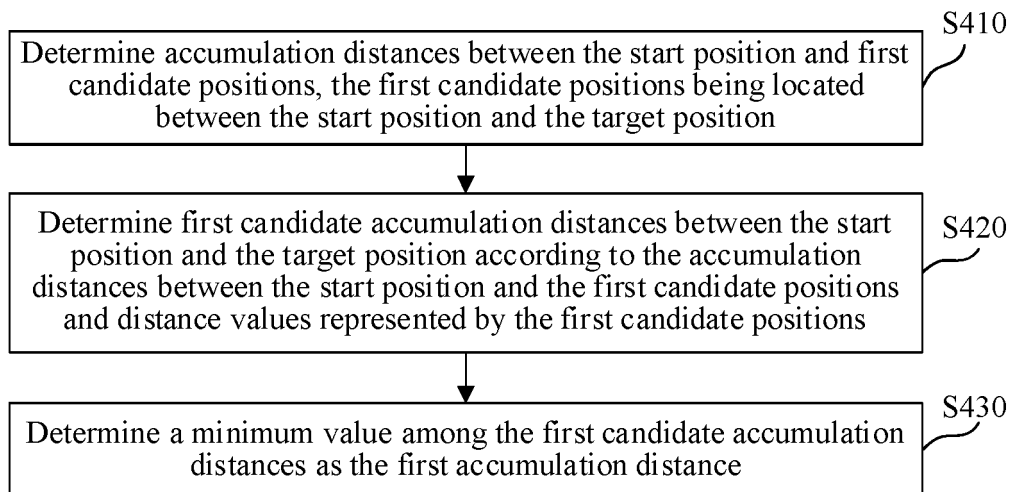 S410
Determine accumulation distances between the start position and first
candidate positions, the first candidate positions being located
between the start position and the target position
S420
Determine first candidate accumulation distances between the start
position and the target position according to the accumulation
distances between the start position and the first candidate positions
and distance values represented by the first candidate positions
S430
Determine a minimum value among the first candidate accumulation
distances as the first accumulation distance